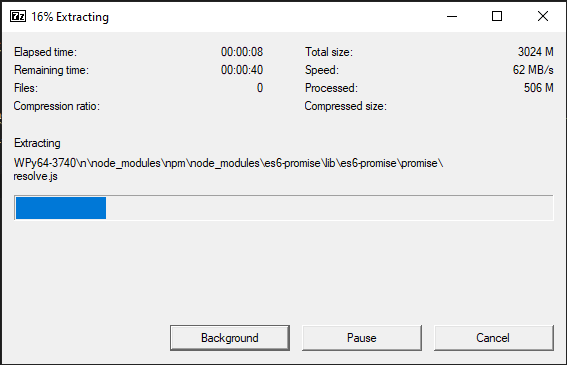 7z 16% Extracting
Elapsed time: 00:00:08 Total size: 3024 M
Remaining time: 00:00:40 Speed: 62 MB/s
Files: 0 Processed: 506 M
Compression ratio: Compressed size:
Extracting
WPy64-3740\n\node_modules\npm\node_modules\es6-promise\lib\es6-promise\promise\
resolve.js
Background Pause Cancel